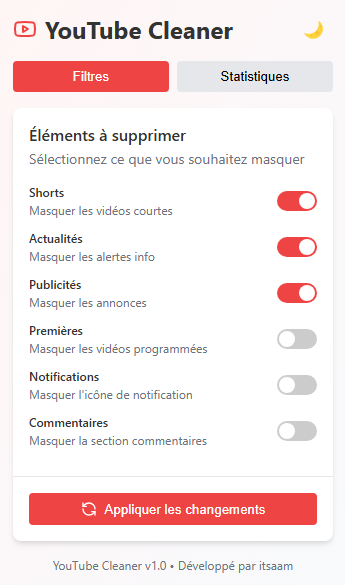 YouTube Cleaner
Filtres
Statistiques
Éléments à supprimer
Sélectionnez ce que vous souhaitez masquer
Shorts
Masquer les vidéos courtes
Actualités
Masquer les alertes info
Publicités
Masquer les annonces
Premières
Masquer les vidéos programmées
Notifications
Masquer l'icône de notification
Commentaires
Masquer la section commentaires
Appliquer les changements
YouTube Cleaner v1.0 • Développé par itsaam